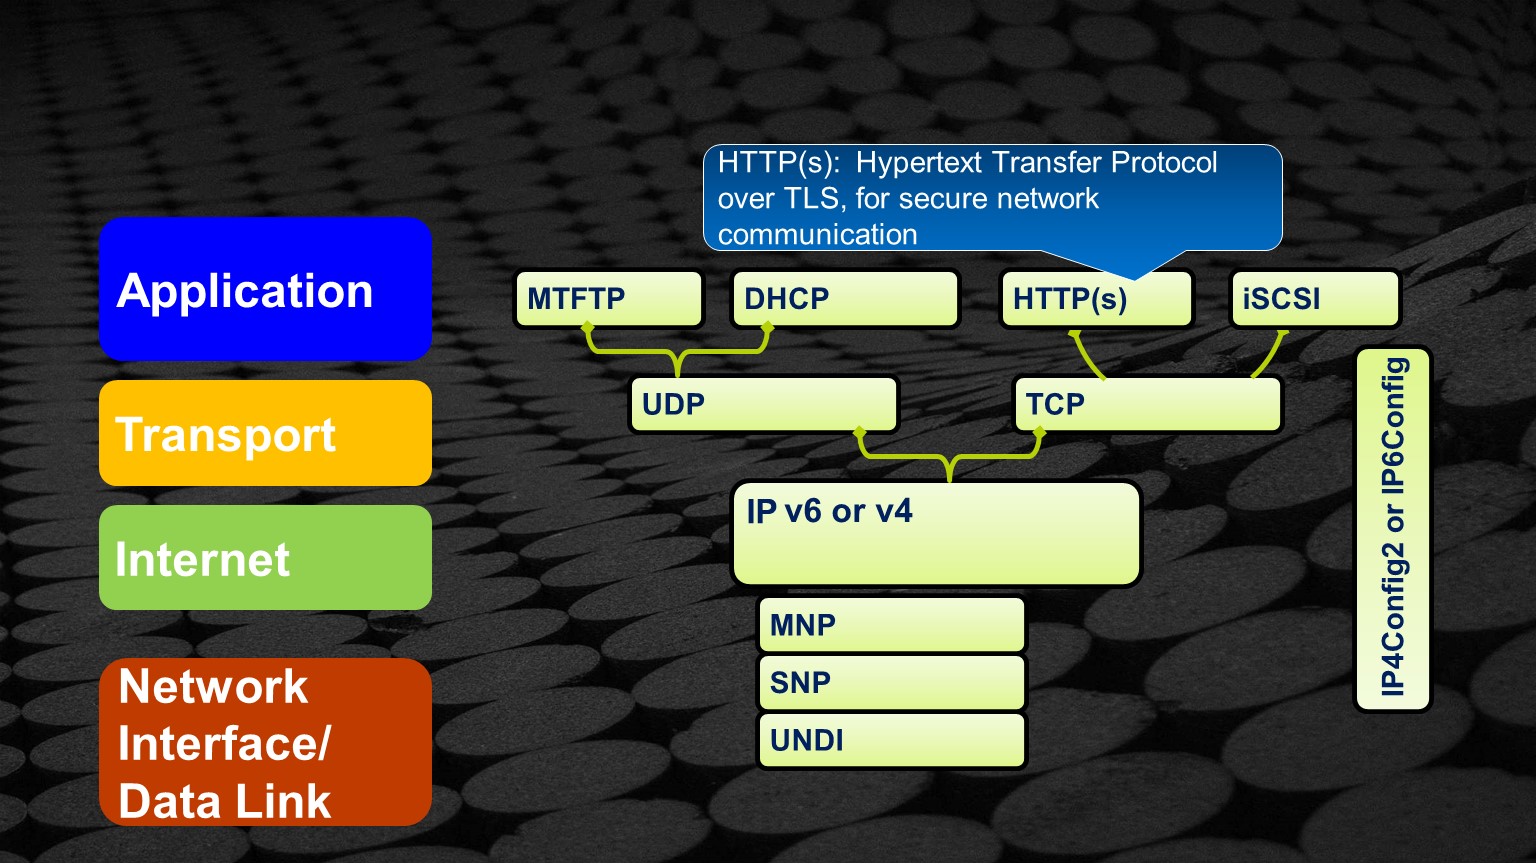 HTTP(s): Hypertext Transfer Protocol
over TLS, for secure network
communication
Application
MTFTP
DHCP
HTTP(s)
iSCSI
Transport
UDP
TCP
IP4Config2 or IP6Config
Internet
IP v6 or v4
Network
Interface/
Data Link
MNP
SNP
UNDI